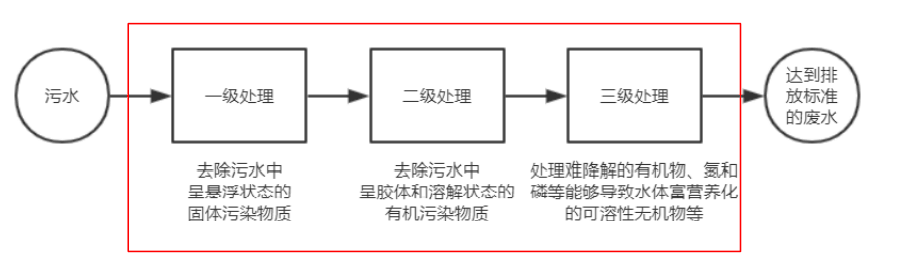 污水
一级处理
二级处理
三级处理
达到排
放标准
的废水
去除污水中
呈悬浮状态的
固体污染物质
去除污水中
呈胶体和溶解状态的
有机污染物质
处理难降解的有机物、氮和
磷等能够导致水体富营养化
的可溶性无机物等